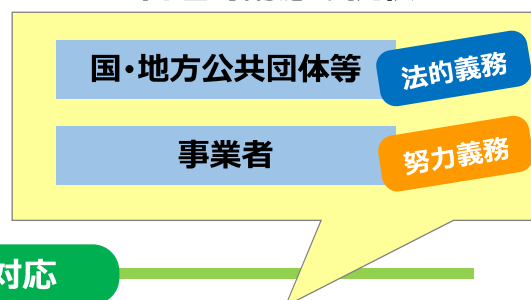 国・地方公共団体等
法的義務
事業者
努力義務
対応